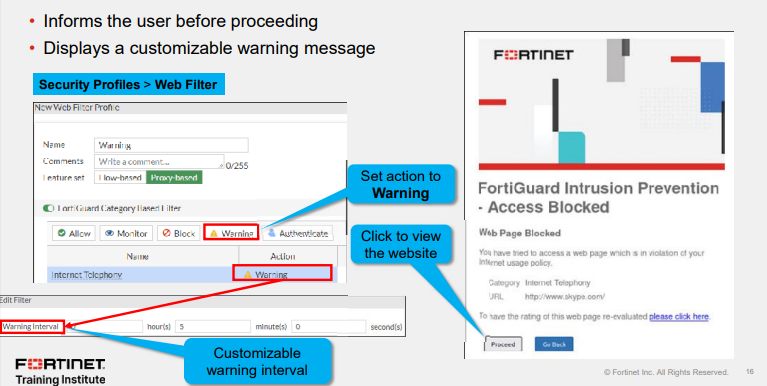 • Informs the user before proceeding
• Displays a customizable warning message
Security Profiles > Web Filter
New Web Filter Profile
Name Warning
Comments Write a comment... 0/255
Feature set Flow-based Proxy-based
FortiGuard Category Based Filter
Allow Monitor Block Warning Authenticate
Name Action
Internet Telephony Warning
Edit Filter
Warning Interval hour(s) 5 minute(s) 0 second(s)
Set action to
Warning
Click to view
the website
Customizable
warning interval
FORTINET
FortiGuard Intrusion Prevention
- Access Blocked
Web Page Blocked
You have tried to access a web page which is in violation of your
Internet usage policy.
Category Internet Telephony
URL http://www.skype.com/
To have the rating of this web page re-evaluated please click here.
Proceed Go Back
FORTINET
Training Institute
© Fortinet Inc. All Rights Reserved. 16